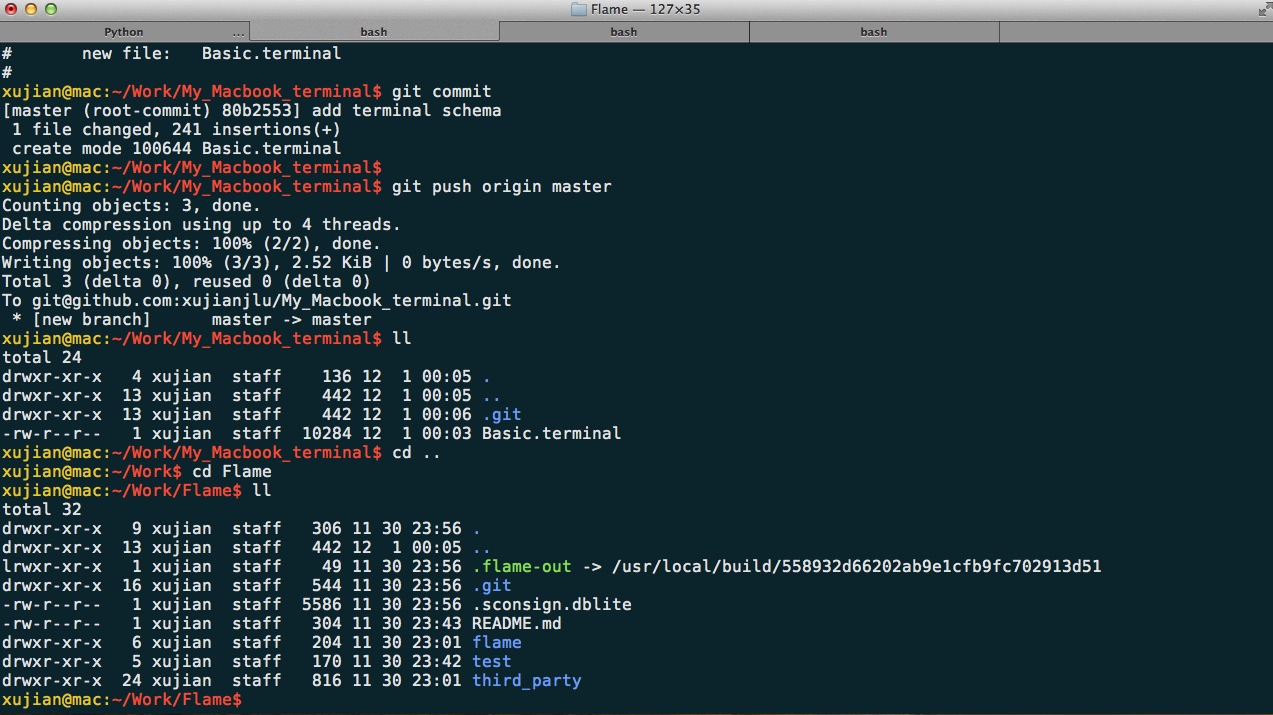 Flame — 127×35
Python ... bash bash bash
#       new file:   Basic.terminal
#
xujian@mac:~/Work/My_Macbook_terminal$ git commit
[master (root-commit) 80b2553] add terminal schema
 1 file changed, 241 insertions(+)
 create mode 100644 Basic.terminal
xujian@mac:~/Work/My_Macbook_terminal$
xujian@mac:~/Work/My_Macbook_terminal$ git push origin master
Counting objects: 3, done.
Delta compression using up to 4 threads.
Compressing objects: 100% (2/2), done.
Writing objects: 100% (3/3), 2.52 KiB | 0 bytes/s, done.
Total 3 (delta 0), reused 0 (delta 0)
To git@github.com:xujianjlu/My_Macbook_terminal.git
 * [new branch]      master -> master
xujian@mac:~/Work/My_Macbook_terminal$ ll
total 24
drwxr-xr-x   4 xujian  staff    136 12  1 00:05 .
drwxr-xr-x  13 xujian  staff    442 12  1 00:05 ..
drwxr-xr-x  13 xujian  staff    442 12  1 00:06 .git
-rw-r--r--   1 xujian  staff  10284 12  1 00:03 Basic.terminal
xujian@mac:~/Work/My_Macbook_terminal$ cd ..
xujian@mac:~/Work$ cd Flame
xujian@mac:~/Work/Flame$ ll
total 32
drwxr-xr-x   9 xujian  staff   306 11 30 23:56 .
drwxr-xr-x  13 xujian  staff   442 12  1 00:05 ..
lrwxr-xr-x   1 xujian  staff    49 11 30 23:56 .flame-out -> /usr/local/build/558932d66202ab9e1cfb9fc702913d51
drwxr-xr-x  16 xujian  staff   544 11 30 23:56 .git
-rw-r--r--   1 xujian  staff  5586 11 30 23:56 .sconsign.dblite
-rw-r--r--   1 xujian  staff   304 11 30 23:43 README.md
drwxr-xr-x   6 xujian  staff   204 11 30 23:01 flame
drwxr-xr-x   5 xujian  staff   170 11 30 23:42 test
drwxr-xr-x  24 xujian  staff   816 11 30 23:01 third_party
xujian@mac:~/Work/Flame$